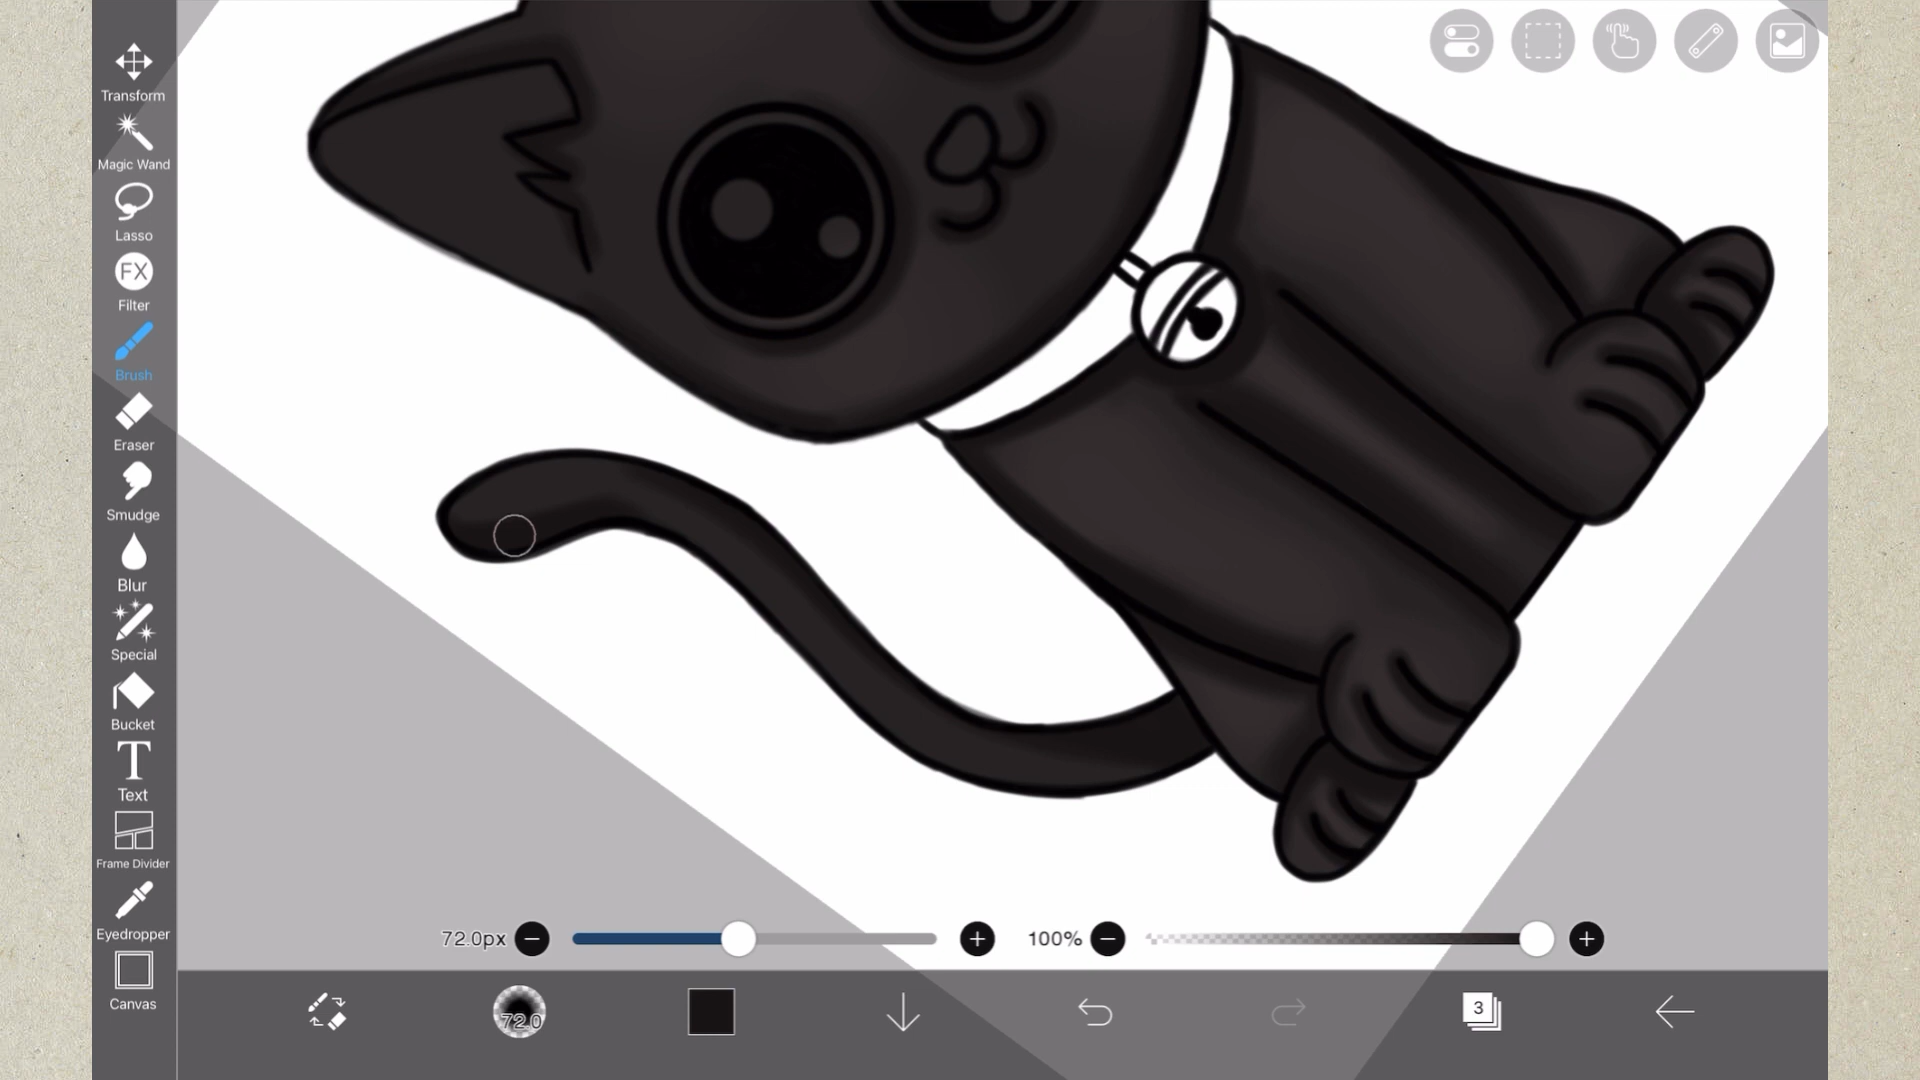 Transform
Magic Wand
Lasso
FX
Filter
Brush
Eraser
Smudge
Blur
Special
Bucket
T
Text
Frame Divider
Eyedropper
Canvas
72.0px
100%
72.0
3